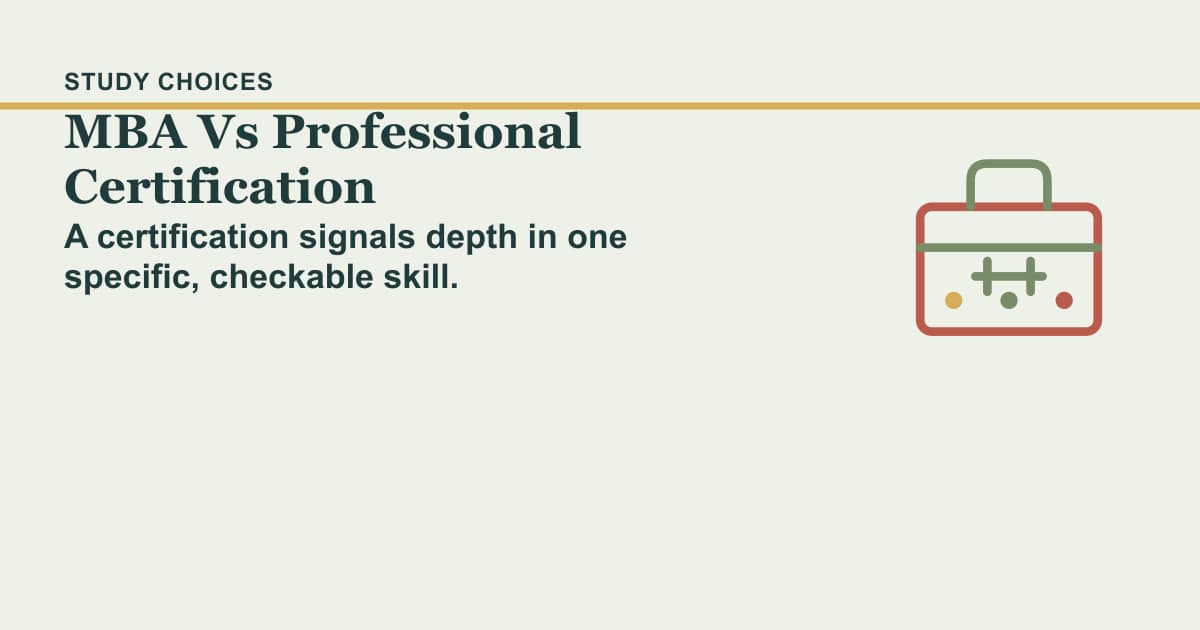 STUDY CHOICES
MBA Vs Professional
Certification
A certification signals depth in one
specific, checkable skill.